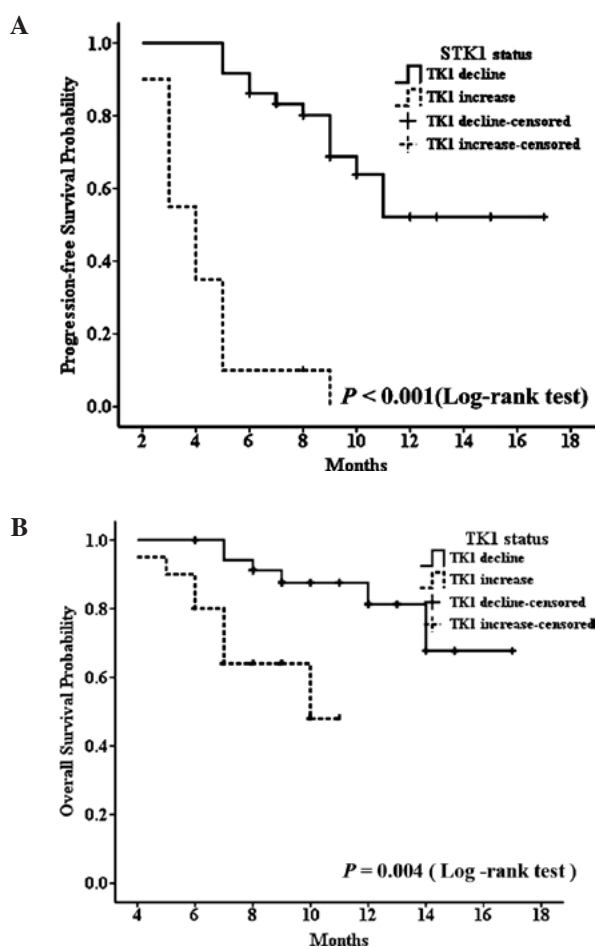 A
STK1 status
TK1 decline
TK1 increase
TK1 decline-censored
TK1 increase-censored
Progression-free Survival Probability
1.0
0.8
0.6
0.4
0.2
0.0
P < 0.001(Log-rank test)
2 4 6 8 10 12 14 16 18
Months
B
TK1 status
TK1 decline
TK1 increase
TK1 decline-censored
TK1 increase-censored
Overall Survival Probability
1.0
0.8
0.6
0.4
0.2
0.0
P = 0.004 ( Log -rank test )
4 6 8 10 12 14 16 18
Months